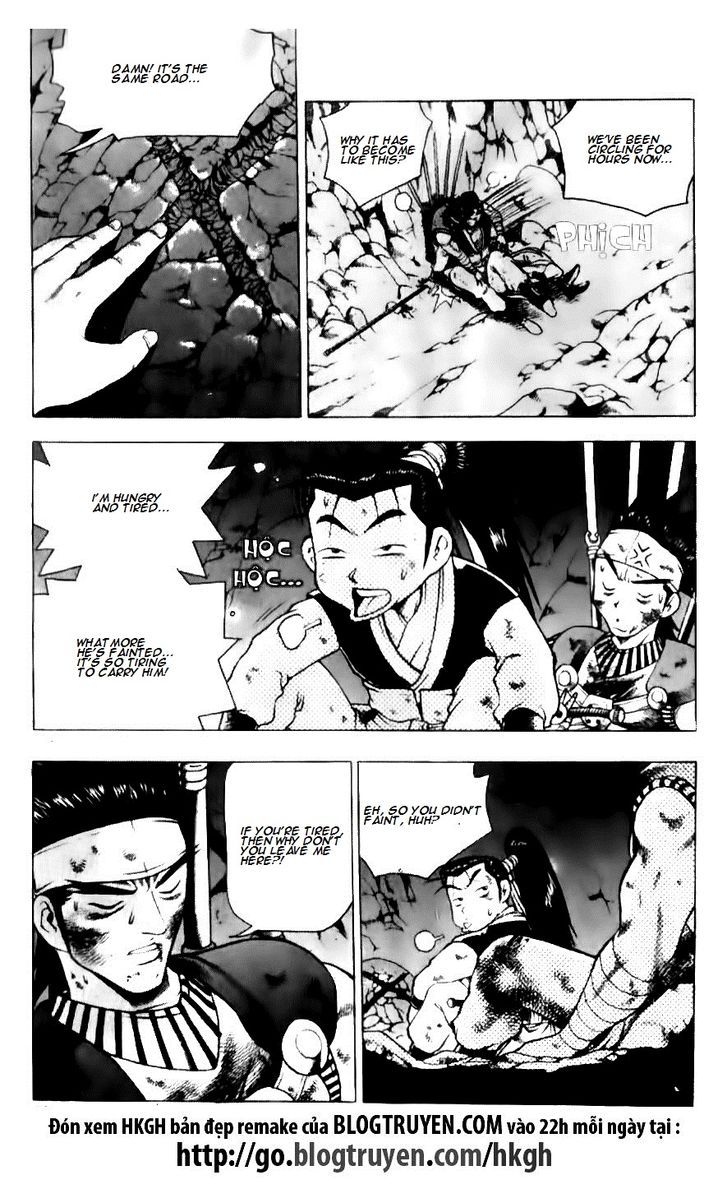 DAMN! IT'S THE
SAME ROAD...
WHY IT HAS
TO BECOME
LIKE THIS?
WE'VE BEEN
CIRCLING FOR
HOURS NOW...
PHỊCH
I'M HUNGRY
AND TIRED...
HỘC
HỘC...
WHAT MORE
HE'S FAINTED...
IT'S SO TIRING
TO CARRY HIM!
IF YOU'RE TIRED,
THEN WHY DON'T
YOU LEAVE ME
HERE?!
EH, SO YOU DIDN'T
FAINT, HUH?
Đón xem HKGH bản đẹp remake của BLOGTRUYEN.COM vào 22h mỗi ngày tại :
http://go.blogtruyen.com/hkgh